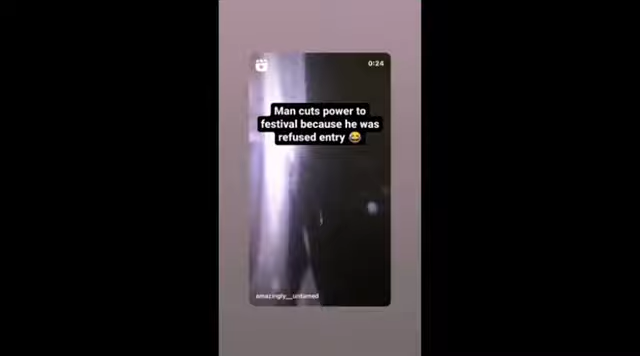 0:24
Man cuts power to
festival because he was
refused entry 😂
amazingly__untamed